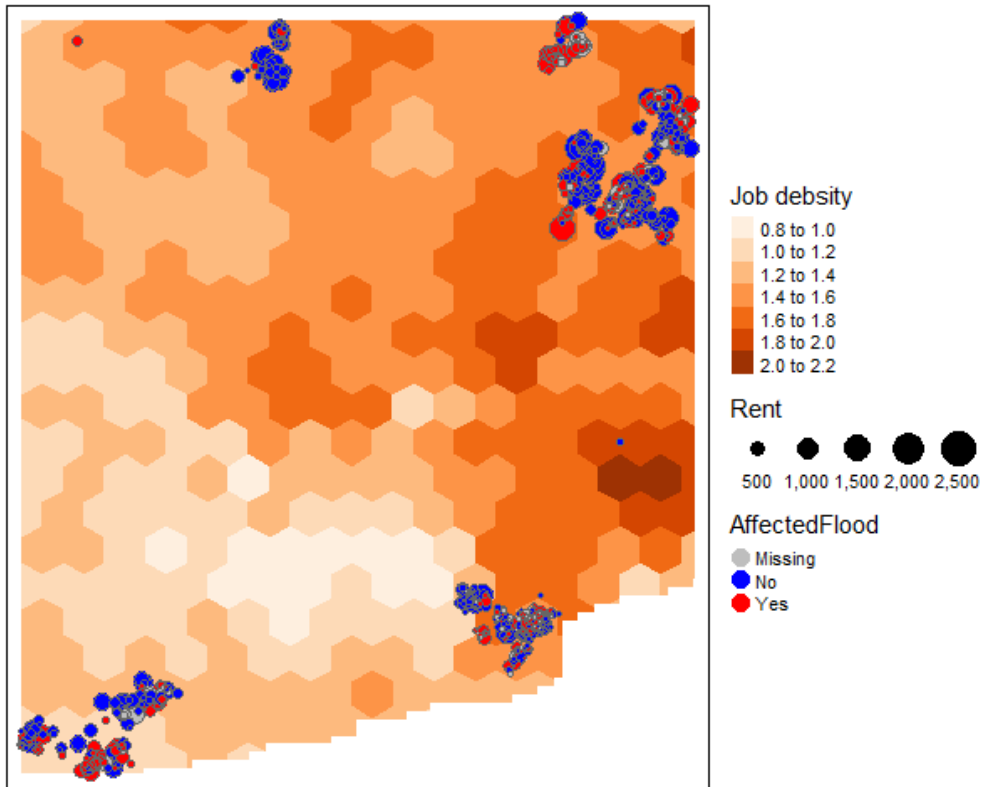 Job debsity
0.8 to 1.0
1.0 to 1.2
1.2 to 1.4
1.4 to 1.6
1.6 to 1.8
1.8 to 2.0
2.0 to 2.2
Rent
500 1,000 1,500 2,000 2,500
AffectedFlood
Missing
No
Yes